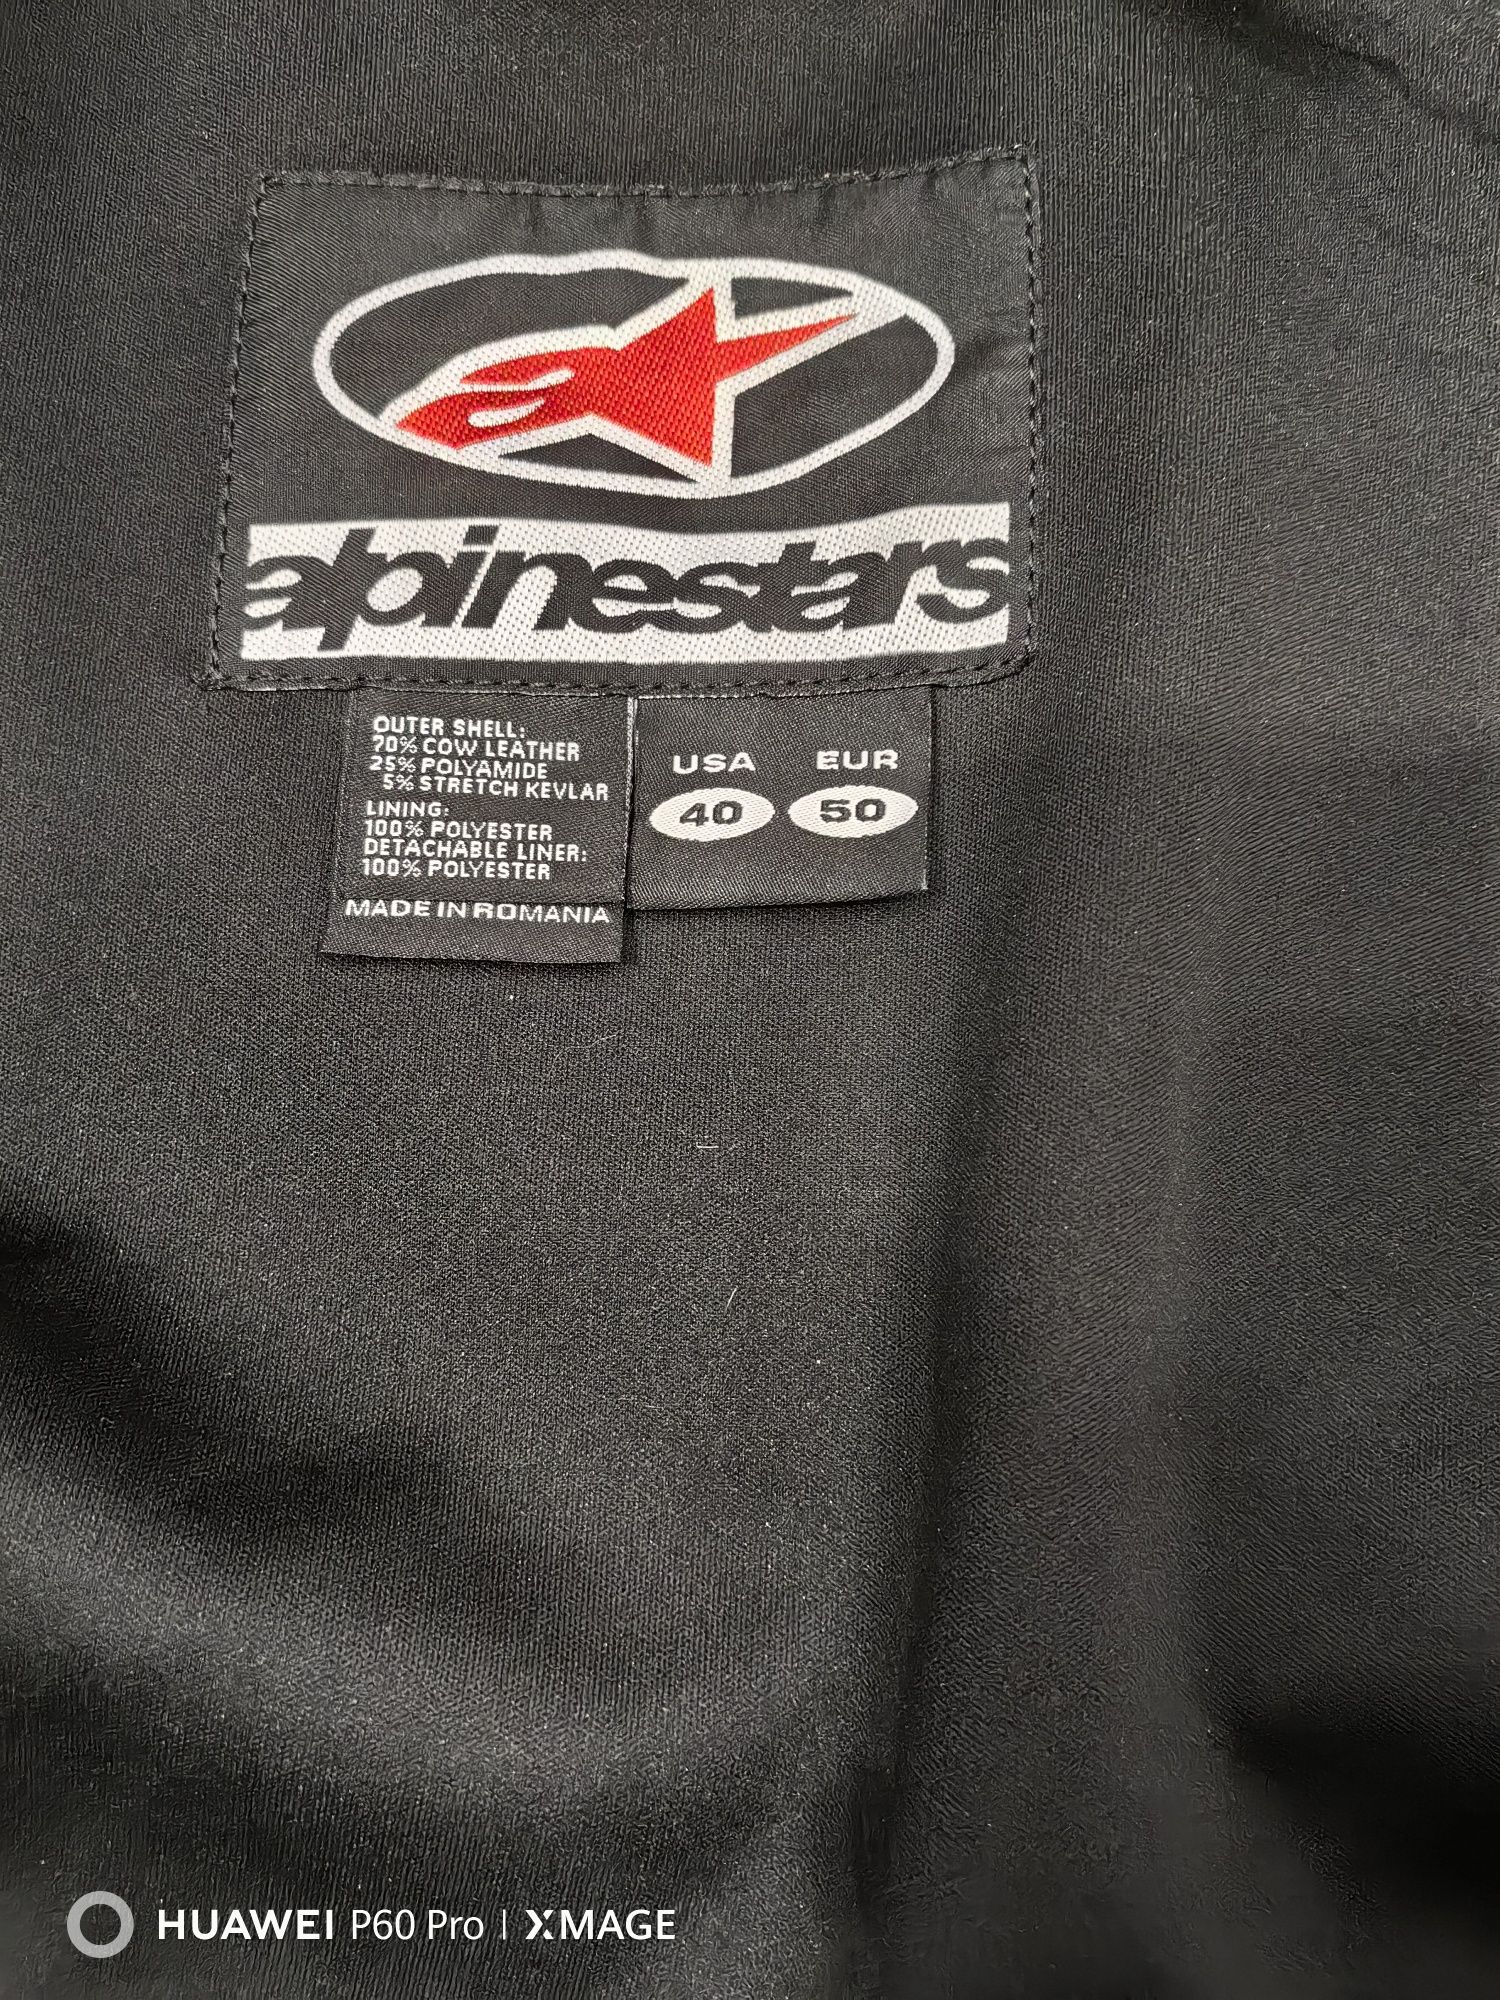 alpinestars
OUTER SHELL:
70% COW LEATHER
25% POLYAMIDE
5% STRETCH KEVLAR
LINING:
100% POLYESTER
DETACHABLE LINER:
100% POLYESTER
MADE IN ROMANIA
USA EUR
40 50
HUAWEI P60 Pro | XMAGE